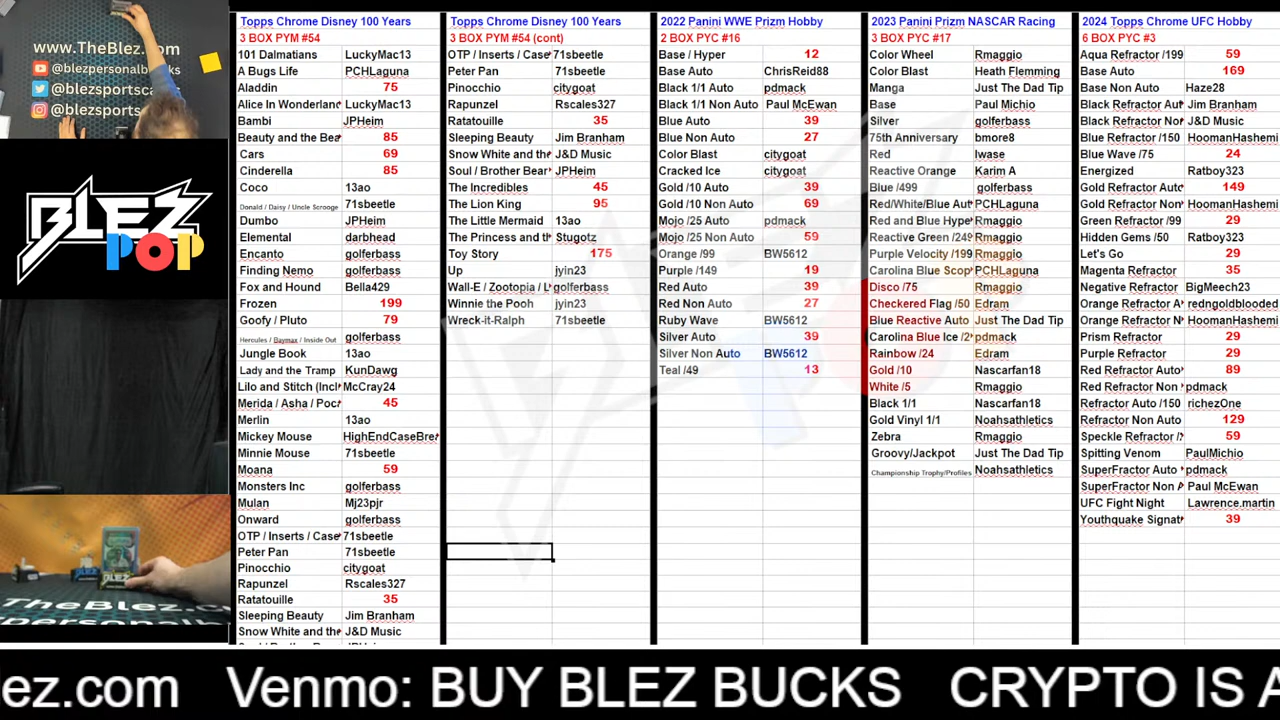 www.TheBlez.com
@blezpersonalb
@blezsportsca
@blezsports
BLEZ
POP
BLEZ
TheBlez.c
Topps Chrome Disney 100 Years
3 BOX PYM #54
101 Dalmatians LuckyMac13
A Bugs Life PCHLaguna
Aladdin 75
Alice In Wonderlan LuckyMac13
Bambi JPHeim
Beauty and the Bea 85
Cars 69
Cinderella 85
Coco 13ao
Donald / Daisy / Uncle Scrooge 71sbeetle
Dumbo JPHeim
Elemental darbhead
Encanto golferbass
Finding Nemo golferbass
Fox and Hound Bella429
Frozen 199
Goofy / Pluto 79
Hercules / Baymax / Inside Out golferbass
Jungle Book 13ao
Lady and the Tramp KunDawg
Lilo and Stitch (Incl McCray24
Merida / Asha / Poc 45
Merlin 13ao
Mickey Mouse HighEndCaseBre
Minnie Mouse 71sbeetle
Moana 59
Monsters Inc golferbass
Mulan Mj23pjr
Onward golferbass
OTP / Inserts / Case 71sbeetle
Peter Pan 71sbeetle
Pinocchio citygoat
Rapunzel Rscales327
Ratatouille 35
Sleeping Beauty Jim Branham
Snow White and the J&D Music
Topps Chrome Disney 100 Years
3 BOX PYM #54 (cont)
OTP / Inserts / Case 71sbeetle
Peter Pan 71sbeetle
Pinocchio citygoat
Rapunzel Rscales327
Ratatouille 35
Sleeping Beauty Jim Branham
Snow White and the J&D Music
Soul / Brother Bear JPHeim
The Incredibles 45
The Lion King 95
The Little Mermaid 13ao
The Princess and th Stugotz
Toy Story 175
Up jyin23
Wall-E / Zootopia / L golferbass
Winnie the Pooh jyin23
Wreck-it-Ralph 71sbeetle
2022 Panini WWE Prizm Hobby
2 BOX PYC #16
Base / Hyper 12
Base Auto ChrisReid88
Black 1/1 Auto pdmack
Black 1/1 Non Auto Paul McEwan
Blue Auto 39
Blue Non Auto 27
Color Blast citygoat
Cracked Ice citygoat
Gold /10 Auto 39
Gold /10 Non Auto 69
Mojo /25 Auto pdmack
Mojo /25 Non Auto 59
Orange /99 BW5612
Purple /149 19
Red Auto 39
Red Non Auto 27
Ruby Wave BW5612
Silver Auto 39
Silver Non Auto BW5612
Teal /49 13
2023 Panini Prizm NASCAR Racing
3 BOX PYC #17
Color Wheel Rmaggio
Color Blast Heath Flemming
Manga Just The Dad Tip
Base Paul Michio
Silver golferbass
75th Anniversary bmore8
Red Iwase
Reactive Orange Karim A
Blue /499 golferbass
Red/White/Blue Aut PCHLaguna
Red and Blue Hype Rmaggio
Reactive Green /249 Rmaggio
Purple Velocity /199 Rmaggio
Carolina Blue Scop PCHLaguna
Disco /75 Rmaggio
Checkered Flag /50 Edram
Blue Reactive Auto Just The Dad Tip
Carolina Blue Ice /2 pdmack
Rainbow /24 Edram
Gold /10 Nascarfan18
White /5 Rmaggio
Black 1/1 Nascarfan18
Gold Vinyl 1/1 Noahsathletics
Zebra Rmaggio
Groovy/Jackpot Just The Dad Tip
Championship Trophy/Profiles Noahsathletics
2024 Topps Chrome UFC Hobby
6 BOX PYC #3
Aqua Refractor /199 59
Base Auto 169
Base Non Auto Haze28
Black Refractor Aut Jim Branham
Black Refractor No J&D Music
Blue Refractor /150 HoomanHashemi
Blue Wave /75 24
Energized Ratboy323
Gold Refractor Auto 149
Gold Refractor Non HoomanHashemi
Green Refractor /99 29
Hidden Gems /50 Ratboy323
Let's Go 29
Magenta Refractor 35
Negative Refractor BigMeech23
Orange Refractor A redngoldblooded
Orange Refractor N HoomanHashemi
Prism Refractor 29
Purple Refractor 29
Red Refractor Auto 89
Red Refractor Non pdmack
Refractor Auto /150 richezOne
Refractor Non Auto 129
Speckle Refractor /2 59
Spitting Venom PaulMichio
SuperFractor Auto pdmack
SuperFractor Non A Paul McEwan
UFC Fight Night Lawrence.martin
Youthquake Signat 39
lez.com Venmo: BUY BLEZ BUCKS CRYPTO IS A